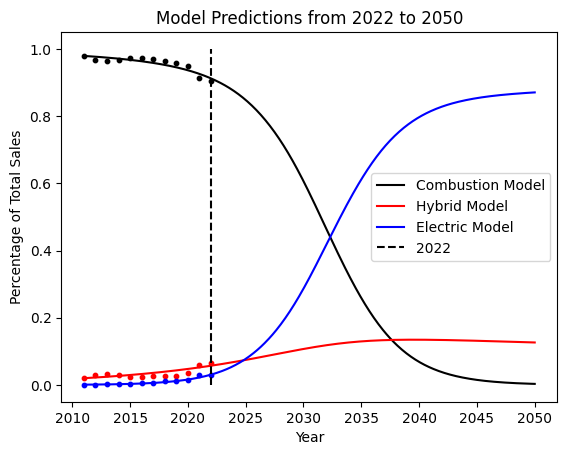 Model Predictions from 2022 to 2050
Percentage of Total Sales
1.0
0.8
0.6
0.4
0.2
0.0
Combustion Model
Hybrid Model
Electric Model
2022
2010
2015
2020
2025
2030
2035
2040
2045
2050
Year